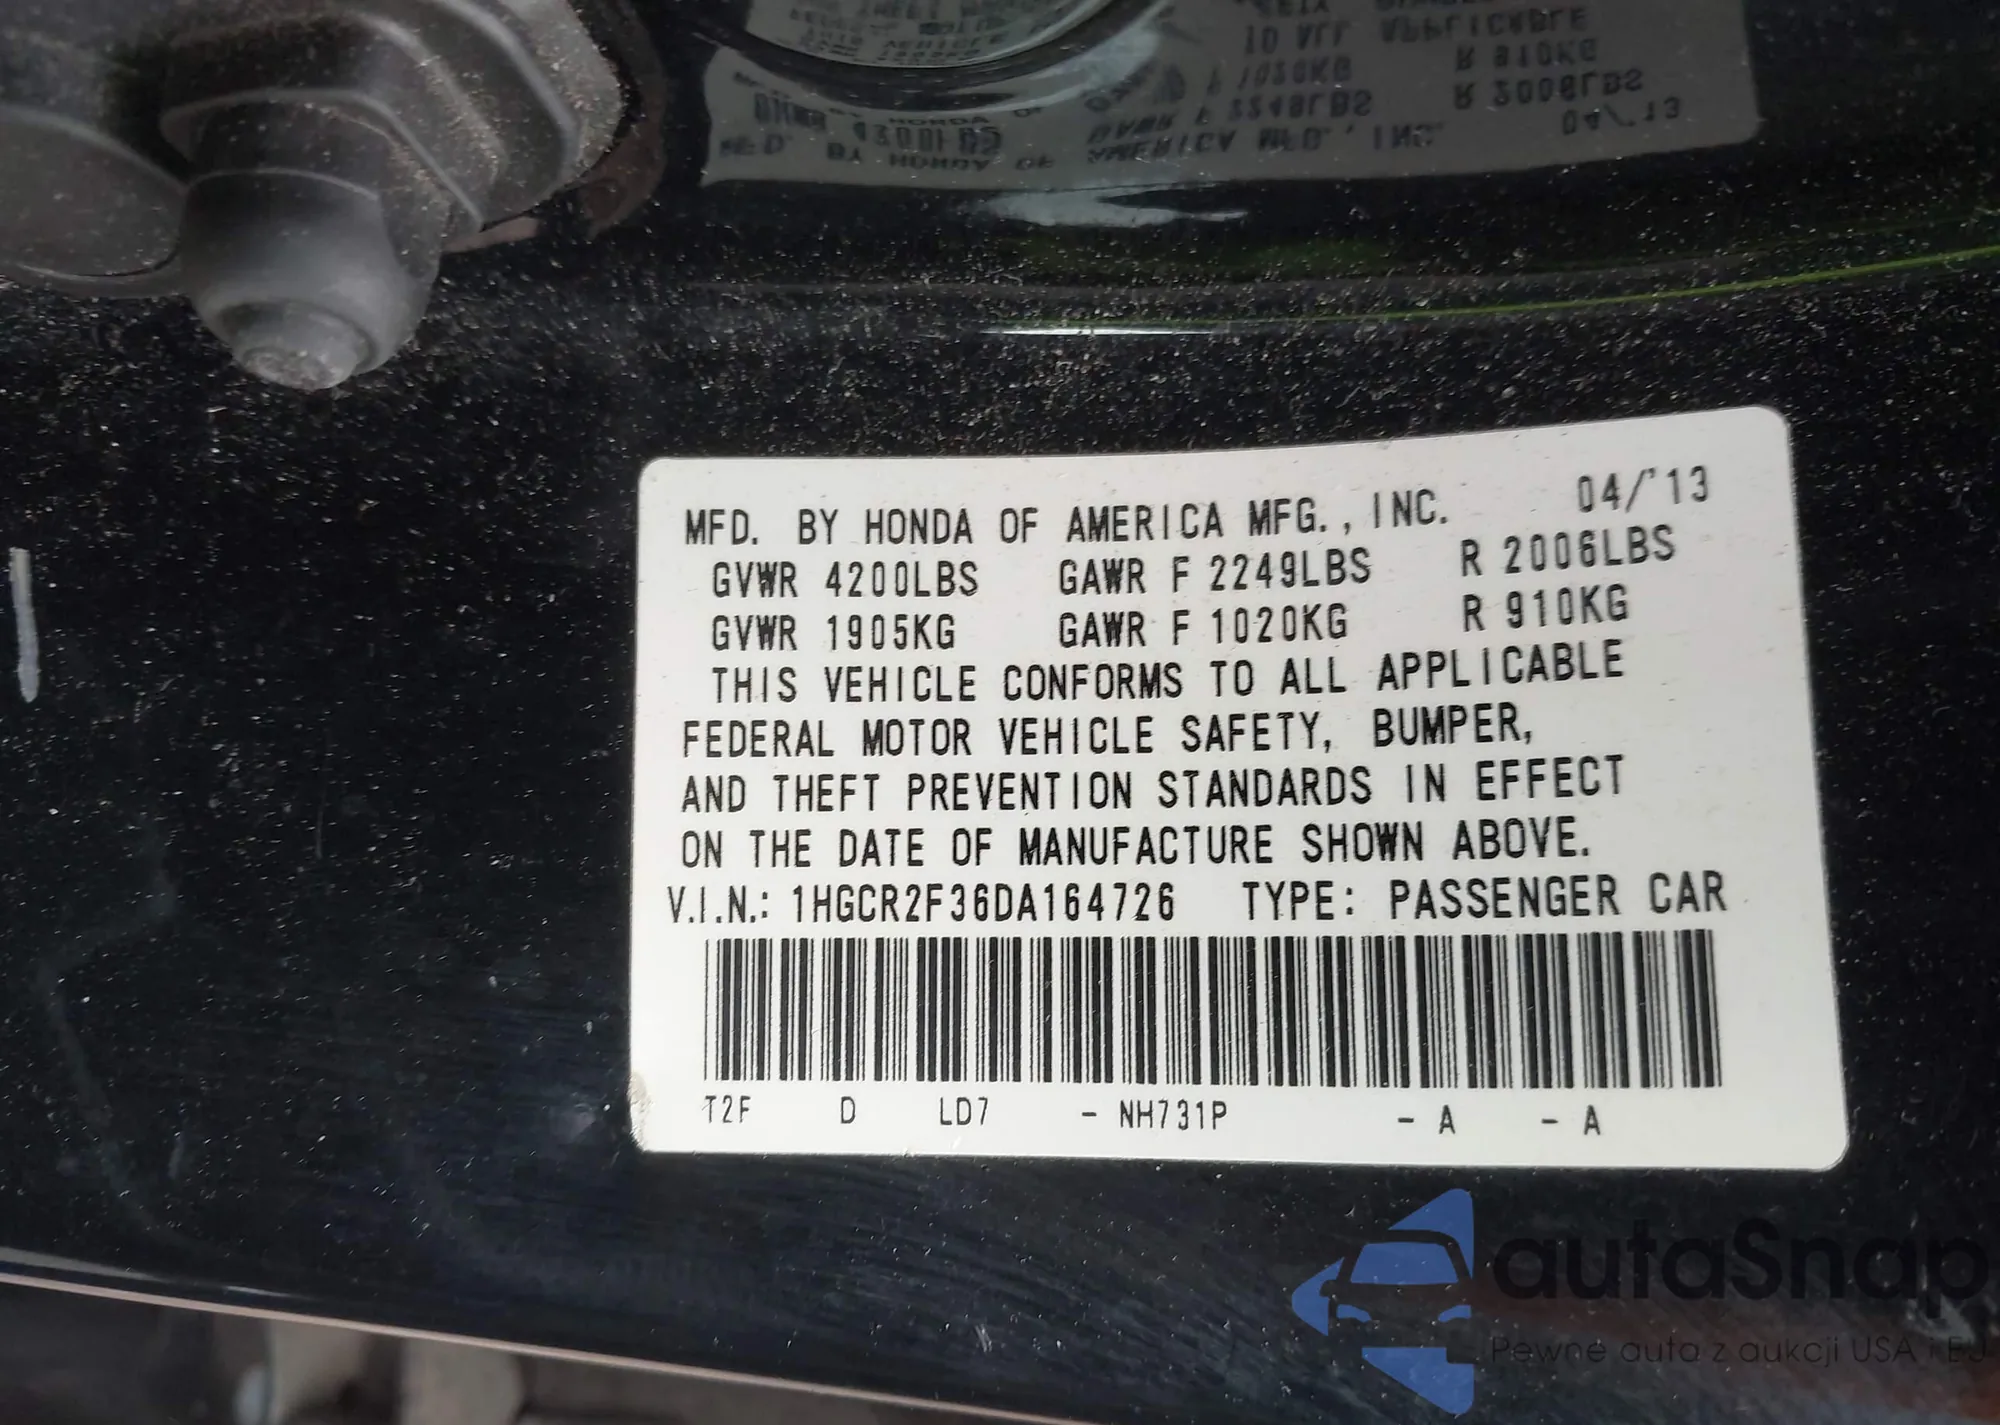 MFD. BY HONDA OF AMERICA MFG., INC. 04/'13
GVWR 4200LBS GAWR F 2249LBS R 2006LBS
GVWR 1905KG GAWR F 1020KG R 910KG
THIS VEHICLE CONFORMS TO ALL APPLICABLE
FEDERAL MOTOR VEHICLE SAFETY, BUMPER,
AND THEFT PREVENTION STANDARDS IN EFFECT
ON THE DATE OF MANUFACTURE SHOWN ABOVE.
V.I.N.: 1HGCR2F36DA164726 TYPE: PASSENGER CAR
T2F D LD7 - NH731P - A - A
autoSnap
Pewne auta z aukcji USA i EU